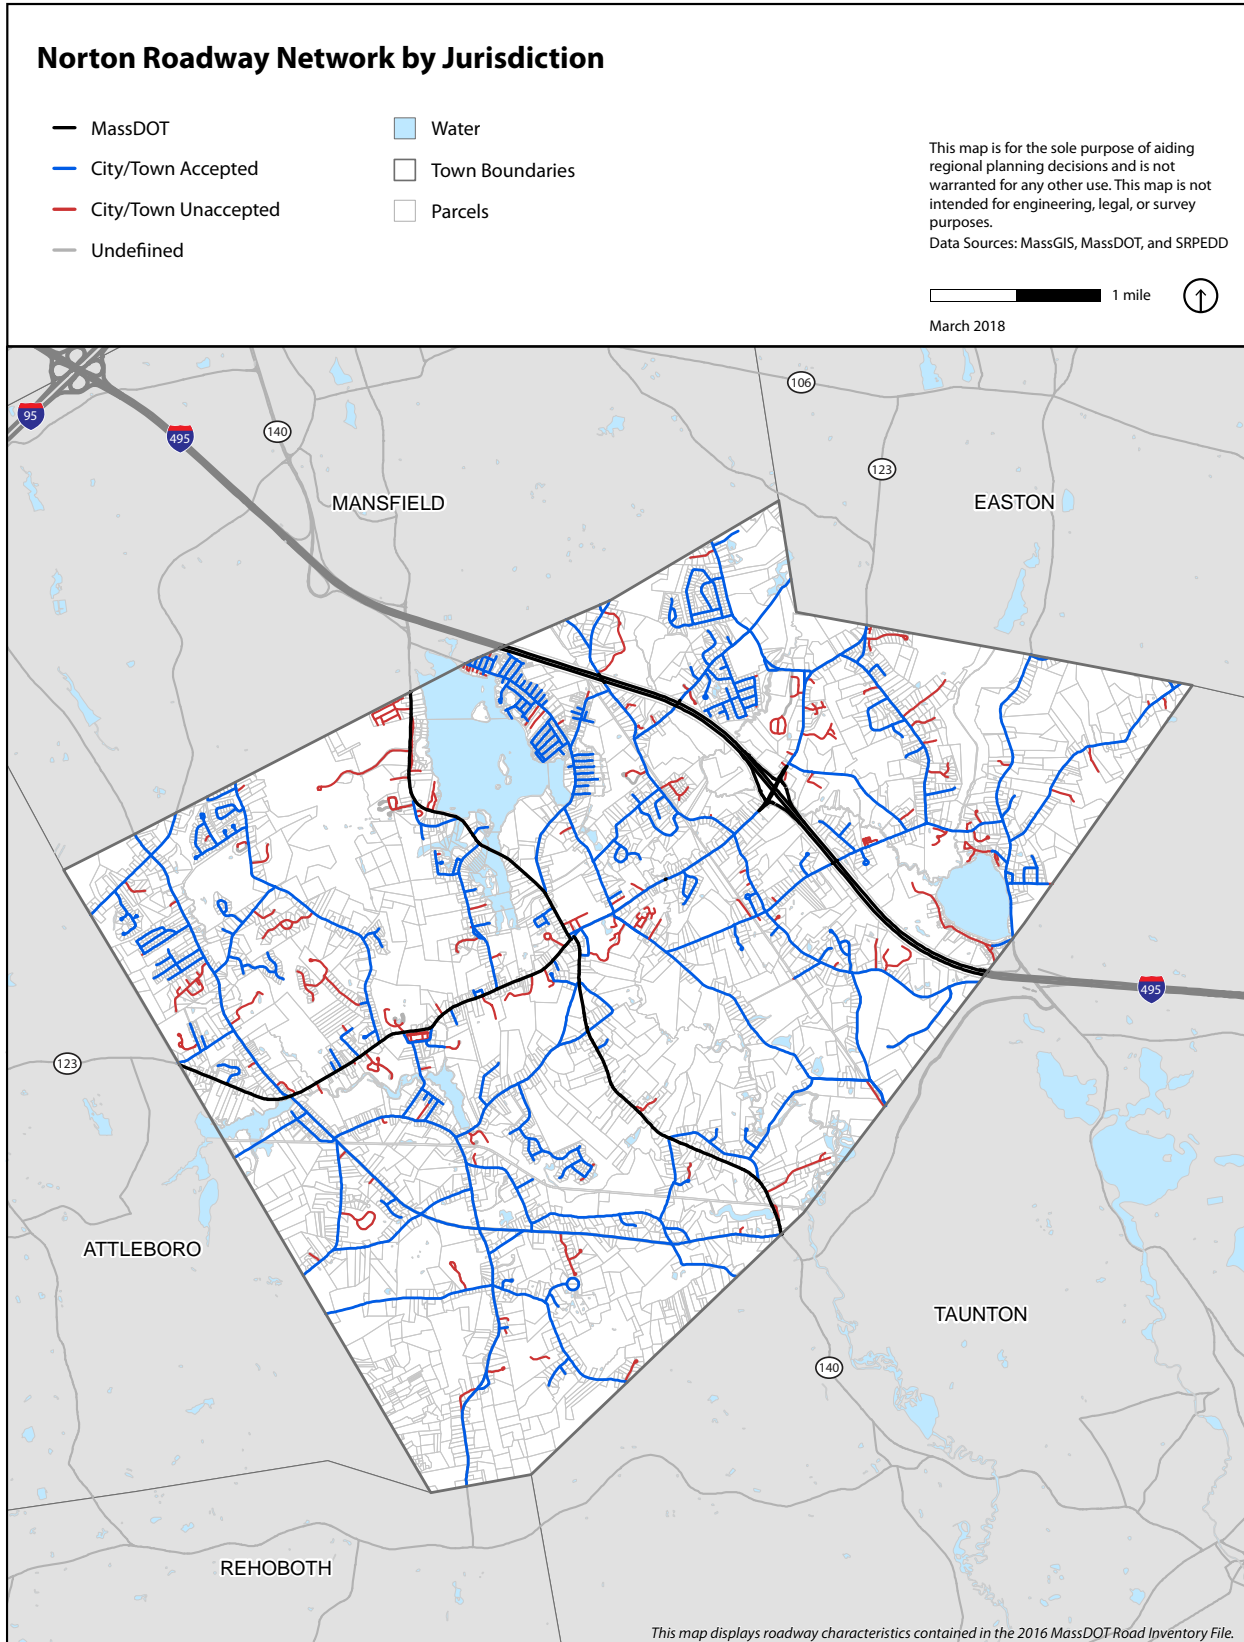 Norton Roadway Network by Jurisdiction
MassDOT
City/Town Accepted
City/Town Unaccepted
Undefiined
Water
Town Boundaries
Parcels
This map is for the sole purpose of aiding
regional planning decisions and is not
warranted for any other use. This map is not
intended for engineering, legal, or survey
purposes.
Data Sources: MassGIS, MassDOT, and SRPEDD
1 mile
March 2018
106
95
140
495
123
MANSFIELD
EASTON
495
123
ATTLEBORO
TAUNTON
140
REHOBOTH
This map displays roadway characteristics contained in the 2016 MassDOT Road Inventory File.